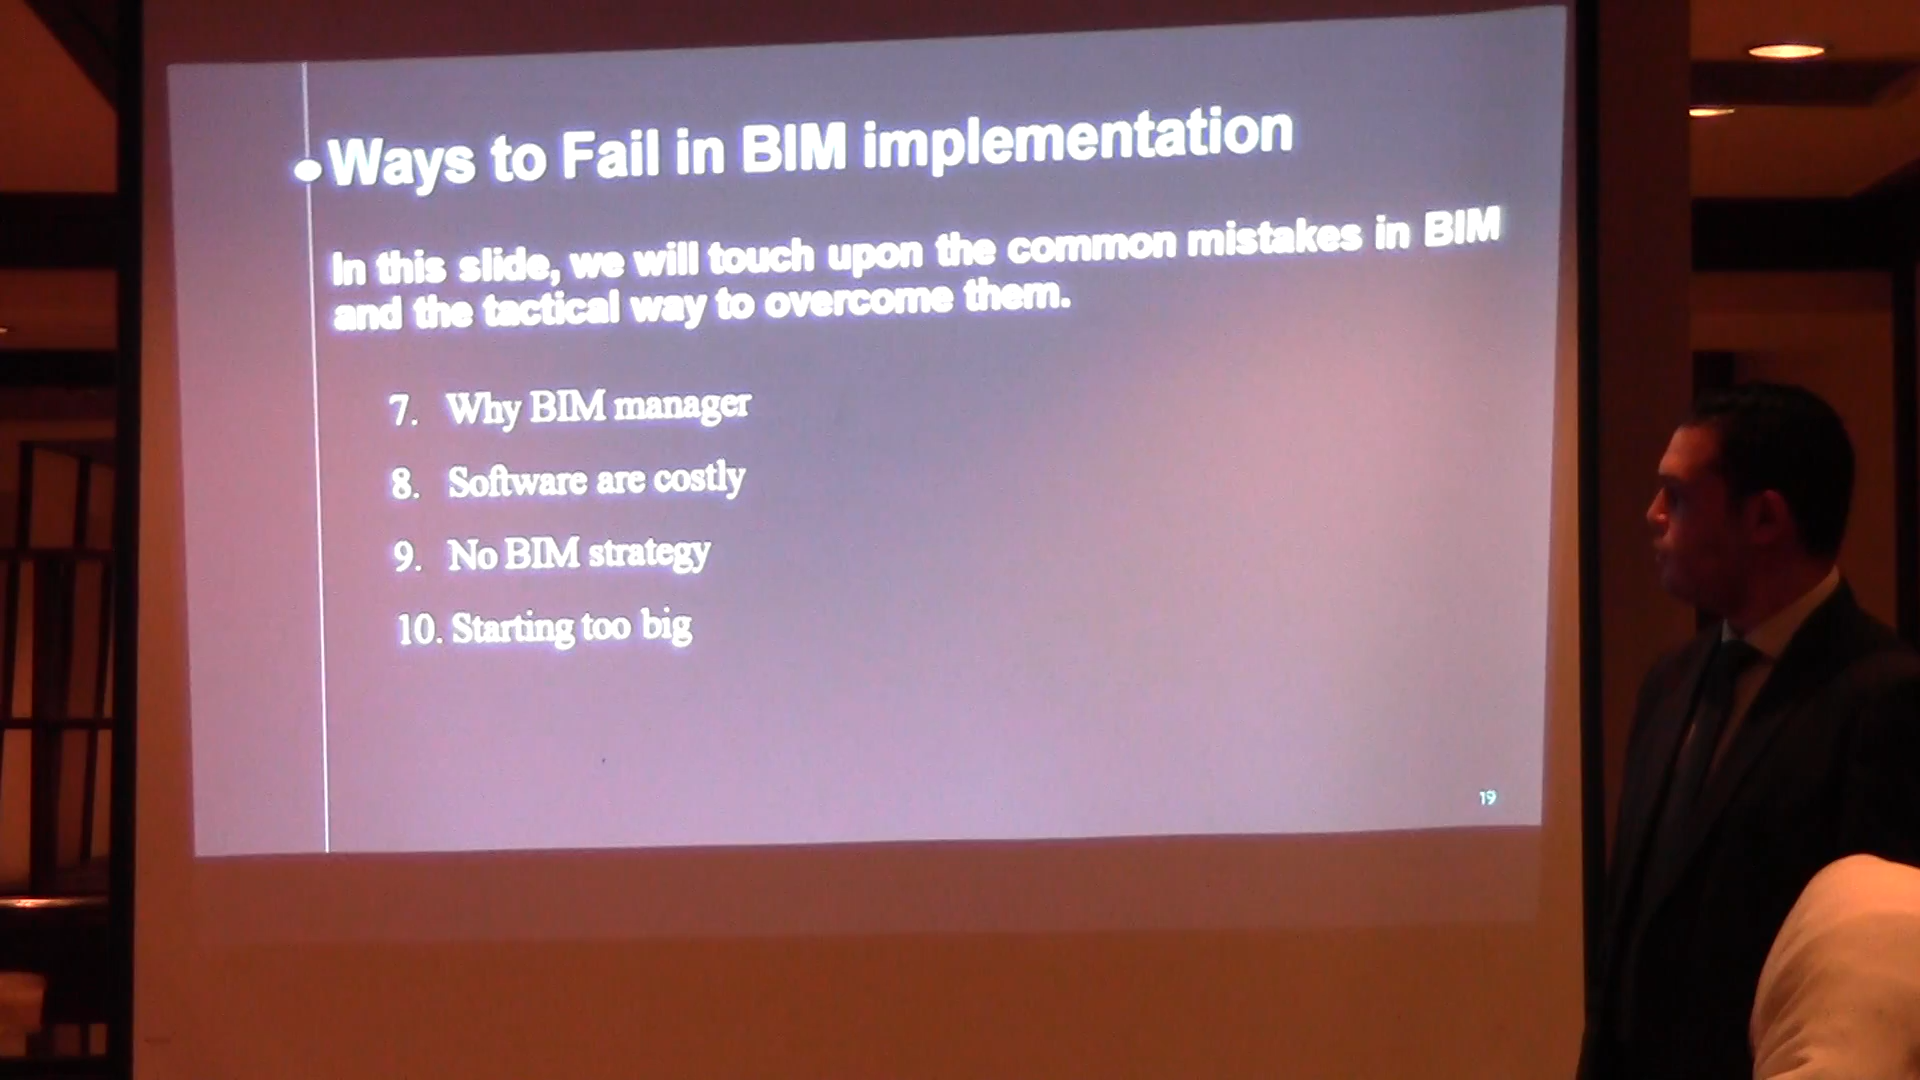 Ways to Fail in BIM implementation
In this slide, we will touch upon the common mistakes in BIM
and the tactical way to overcome them.
7. Why BIM manager
8. Software are costly
9. No BIM strategy
10. Starting too big
19